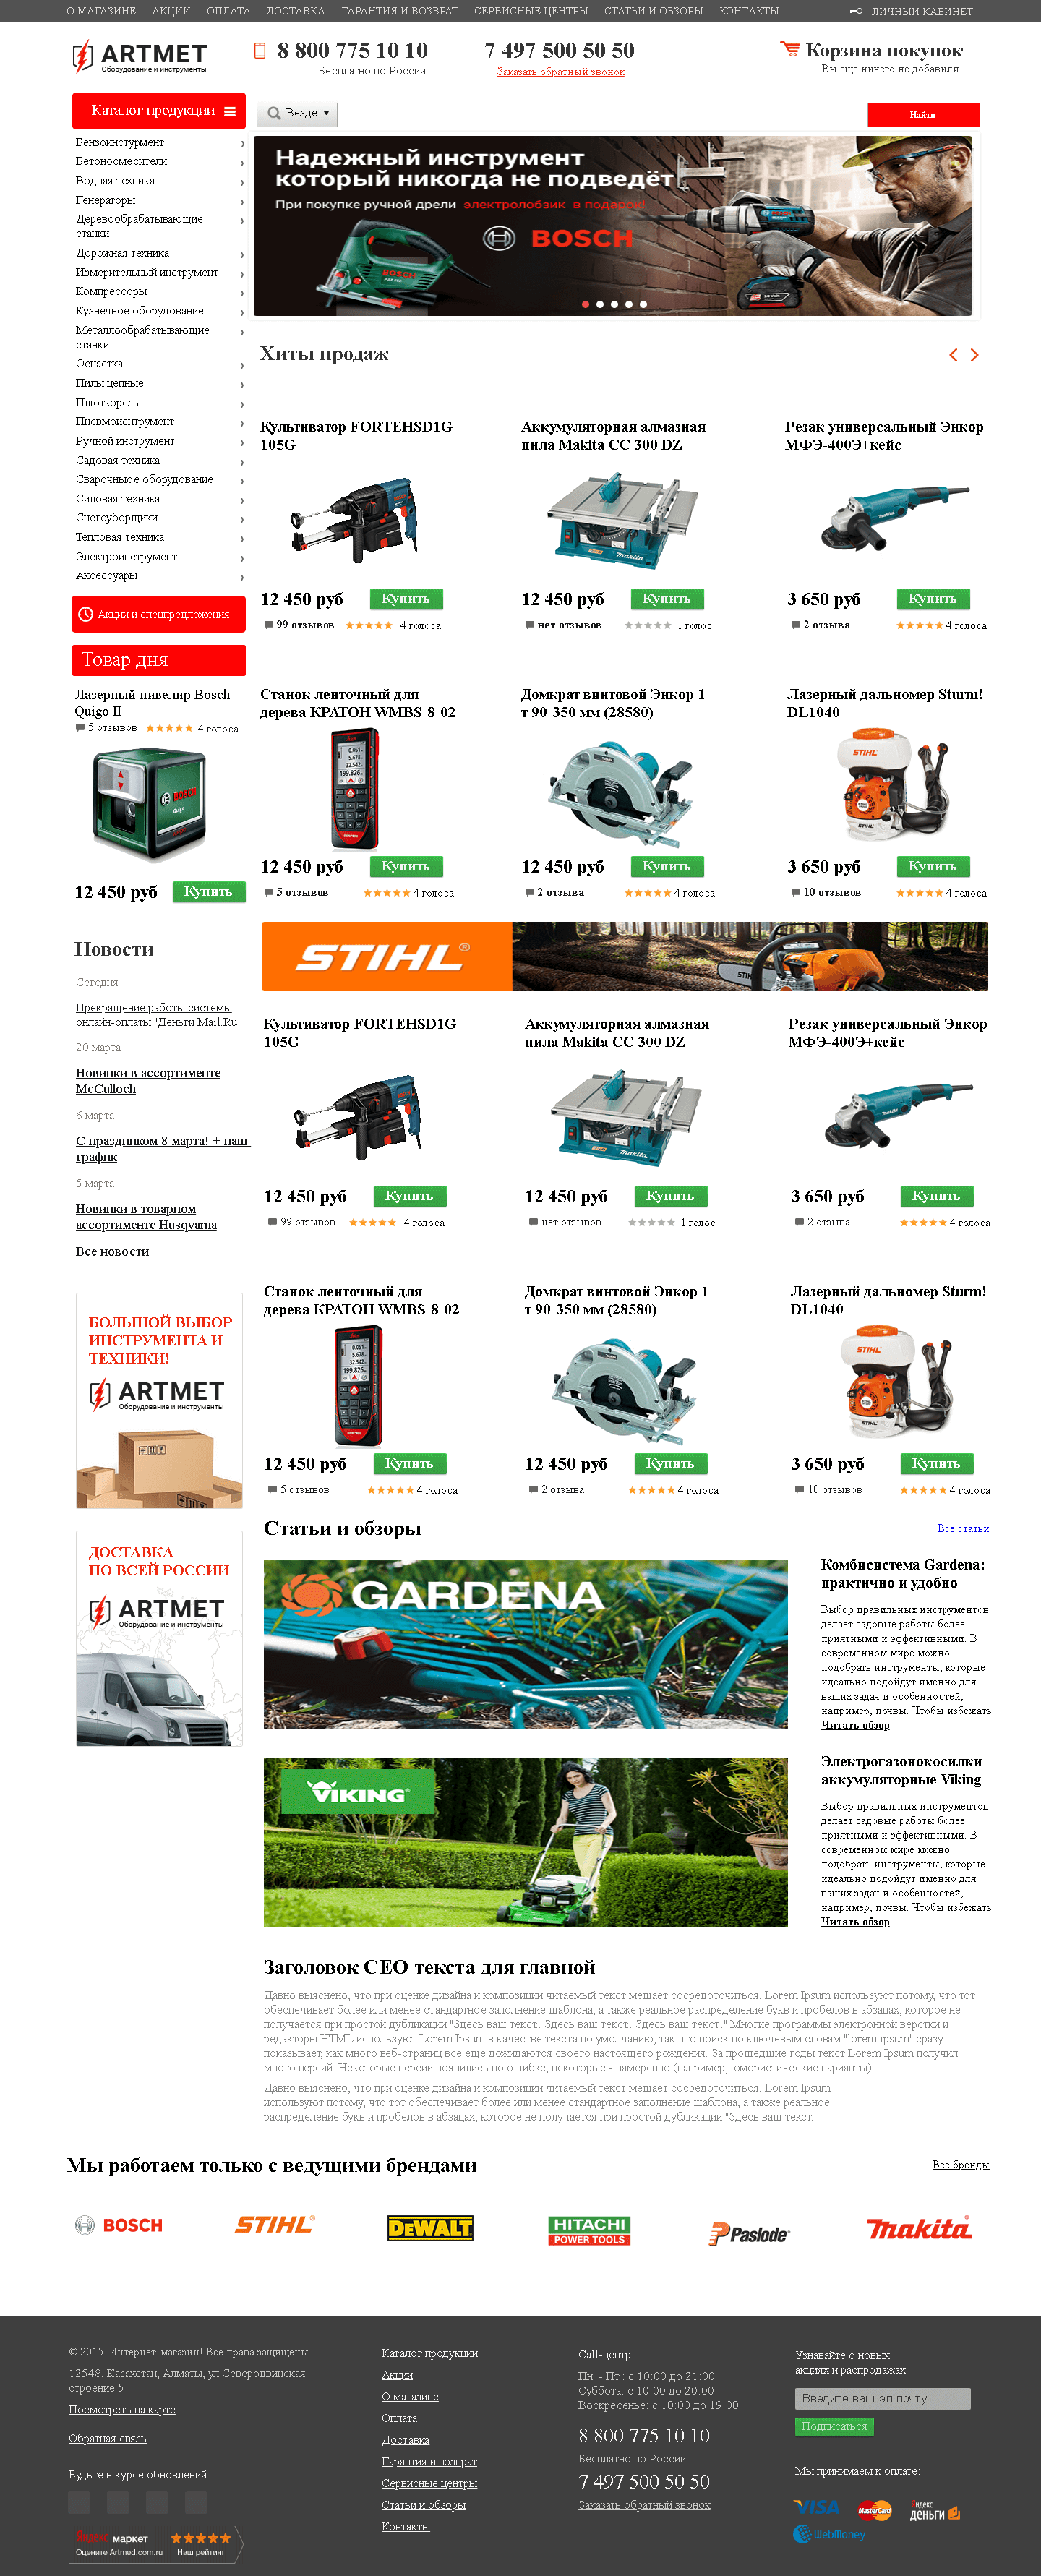 О МАГАЗИНЕ АКЦИИ ОПЛАТА ДОСТАВКА ГАРАНТИЯ И ВОЗВРАТ СЕРВИСНЫЕ ЦЕНТРЫ СТАТЬИ И ОБЗОРЫ КОНТАКТЫ ЛИЧНЫЙ КАБИНЕТ
ARTMET
Оборудование и инструменты
8 800 775 10 10
Бесплатно по России
7 497 500 50 50
Заказать обратный звонок
Корзина покупок
Вы еще ничего не добавили
Каталог продукции
Везде
Найти
Бензоинстурмент
Бетоносмесители
Водная техника
Генераторы
Деревообрабатывающие
станки
Дорожная техника
Измерительный инструмент
Компрессоры
Кузнечное оборудование
Металлообрабатывающие
станки
Оснастка
Пилы цепные
Плюткорезы
Пневмоиснтрумент
Ручной инструмент
Садовая техника
Сварочныое оборудование
Силовая техника
Снегоуборщики
Тепловая техника
Электроинструмент
Аксессуары
Акции и спецпредложения
Надежный инструмент
который никогда не подведёт
При покупке ручной дрели электролобзик в подарок!
BOSCH
BOSCH
Хиты продаж
Культиватор FORTEHSD1G
105G
Аккумуляторная алмазная
пила Makita CC 300 DZ
Резак универсальный Энкор
МФЭ-400Э+кейс
12 450 руб Купить
12 450 руб Купить
3 650 руб Купить
99 отзывов 4 голоса
нет отзывов 1 голос
2 отзыва 4 голоса
Товар дня
Лазерный нивелир Bosch
Quigo II
5 отзывов 4 голоса
BOSCH
Quigo
12 450 руб Купить
Станок ленточный для
дерева КРАТОН WMBS-8-02
Домкрат винтовой Энкор 1
т 90-350 мм (28580)
Лазерный дальномер Sturm!
DL1040
12 450 руб Купить
12 450 руб Купить
3 650 руб Купить
5 отзывов 4 голоса
2 отзыва 4 голоса
10 отзывов 4 голоса
STIHL®
Новости
Сегодня
Прекращение работы системы
онлайн-оплаты "Деньги Mail.Ru
20 марта
Новинки в ассортименте
McCulloch
6 марта
С праздником 8 марта! + наш
график
5 марта
Новинки в товарном
ассортименте Husqvarna
Все новости
Культиватор FORTEHSD1G
105G
Аккумуляторная алмазная
пила Makita CC 300 DZ
Резак универсальный Энкор
МФЭ-400Э+кейс
12 450 руб Купить
12 450 руб Купить
3 650 руб Купить
99 отзывов 4 голоса
нет отзывов 1 голос
2 отзыва 4 голоса
Станок ленточный для
дерева КРАТОН WMBS-8-02
Домкрат винтовой Энкор 1
т 90-350 мм (28580)
Лазерный дальномер Sturm!
DL1040
12 450 руб Купить
12 450 руб Купить
3 650 руб Купить
5 отзывов 4 голоса
2 отзыва 4 голоса
10 отзывов 4 голоса
БОЛЬШОЙ ВЫБОР
ИНСТРУМЕНТА И
ТЕХНИКИ!
ARTMET
Оборудование и инструменты
ДОСТАВКА
ПО ВСЕЙ РОССИИ
ARTMET
Оборудование и инструменты
Статьи и обзоры
Все статьи
GARDENA
Комбисистема Gardena:
практично и удобно
Выбор правильных инструментов
делает садовые работы более
приятными и эффективными. В
современном мире можно
подобрать инструменты, которые
идеально подойдут именно для
ваших задач и особенностей,
например, почвы. Чтобы избежать
Читать обзор
VIKING
Электрогазонокосилки
аккумуляторные Viking
Выбор правильных инструментов
делает садовые работы более
приятными и эффективными. В
современном мире можно
подобрать инструменты, которые
идеально подойдут именно для
ваших задач и особенностей,
например, почвы. Чтобы избежать
Читать обзор
Заголовок СЕО текста для главной
Давно выяснено, что при оценке дизайна и композиции читаемый текст мешает сосредоточиться. Lorem Ipsum используют потому, что тот
обеспечивает более или менее стандартное заполнение шаблона, а также реальное распределение букв и пробелов в абзацах, которое не
получается при простой дубликации "Здесь ваш текст.. Здесь ваш текст.. Здесь ваш текст.." Многие программы электронной вёрстки и
редакторы HTML используют Lorem Ipsum в качестве текста по умолчанию, так что поиск по ключевым словам "lorem ipsum" сразу
показывает, как много веб-страниц всё ещё дожидаются своего настоящего рождения. За прошедшие годы текст Lorem Ipsum получил
много версий. Некоторые версии появились по ошибке, некоторые - намеренно (например, юмористические варианты).
Давно выяснено, что при оценке дизайна и композиции читаемый текст мешает сосредоточиться. Lorem Ipsum
используют потому, что тот обеспечивает более или менее стандартное заполнение шаблона, а также реальное
распределение букв и пробелов в абзацах, которое не получается при простой дубликации "Здесь ваш текст..
Мы работаем только с ведущими брендами
Все бренды
BOSCH STIHL® DEWALT HITACHI POWER TOOLS Paslode® makita®
© 2015. Интернет-магазин! Все права защищены.
12548, Казахстан, Алматы, ул.Северодвинская
строение 5
Посмотреть на карте
Обратная связь
Будьте в курсе обновлений
Яндекс маркет
Оцените Artmed.com.ru
Наш рейтинг
Каталог продукции
Акции
О магазине
Оплата
Доставка
Гарантия и возврат
Сервисные центры
Статьи и обзоры
Контакты
Call-центр
Пн. - Пт.: с 10:00 до 21:00
Суббота: с 10:00 до 20:00
Воскресенье: с 10:00 до 19:00
8 800 775 10 10
Бесплатно по России
7 497 500 50 50
Заказать обратный звонок
Узнавайте о новых
акциях и распродажах
Введите ваш эл.почту
Подписаться
Мы принимаем к оплате:
VISA MasterCard Яндекс Деньги
WebMoney